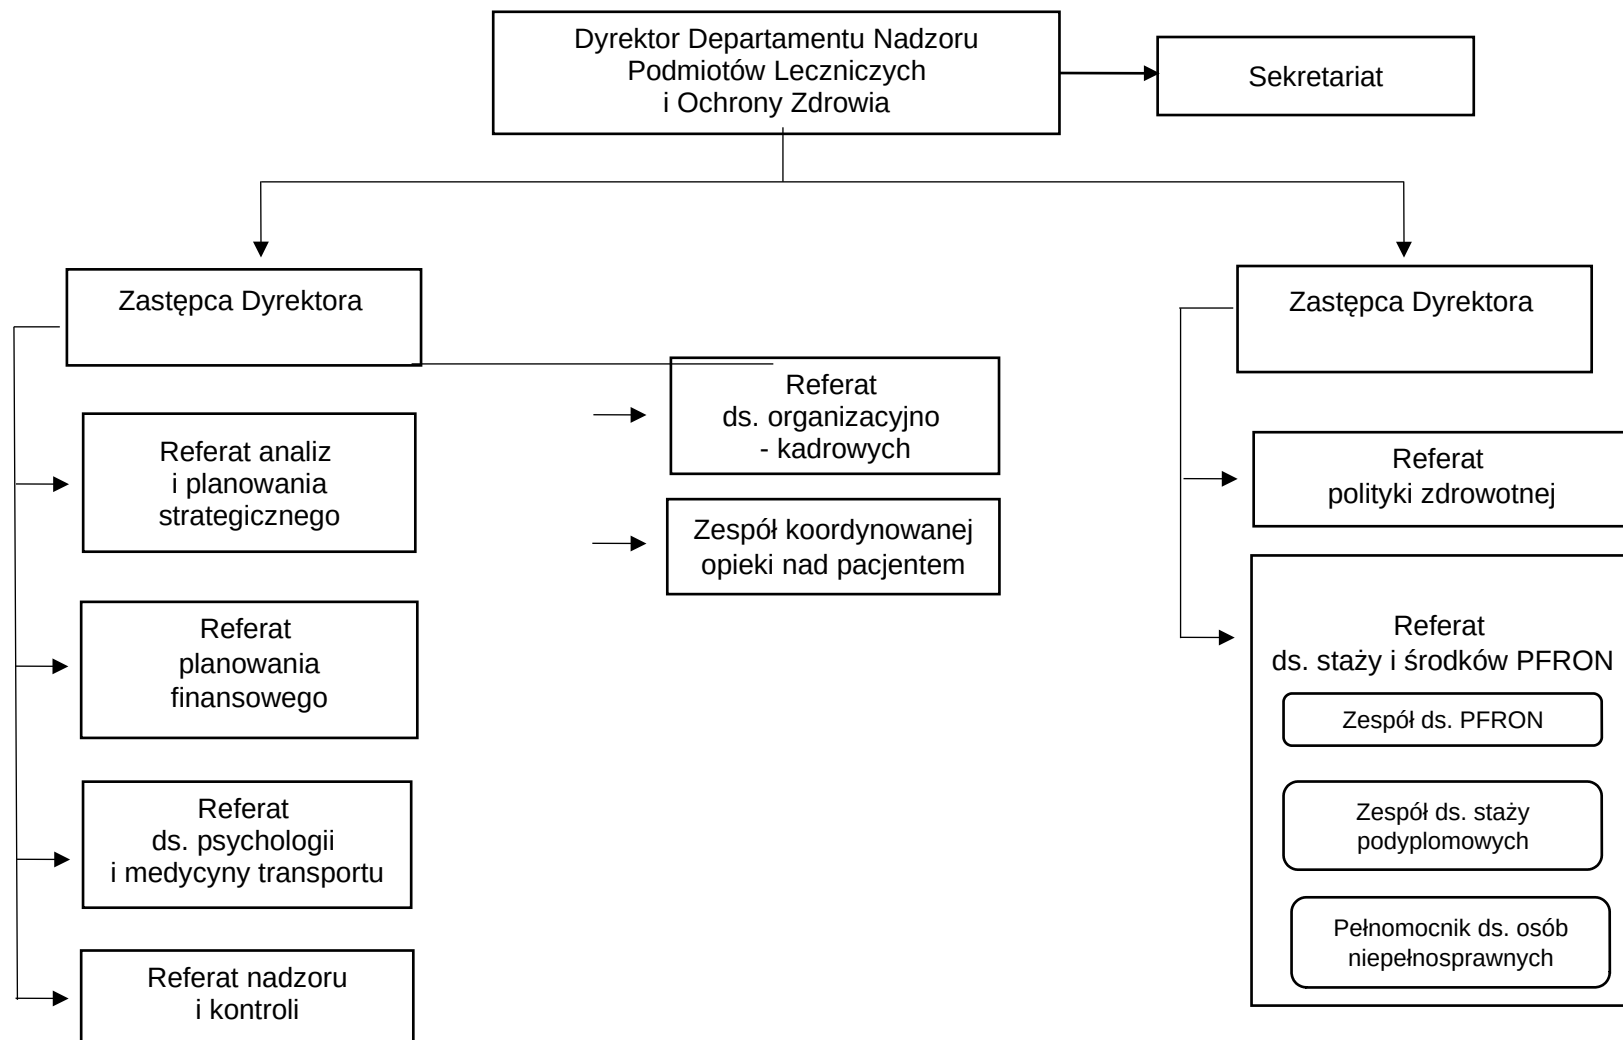 Dyrektor Departamentu Nadzoru
Podmiotów Leczniczych
i Ochrony Zdrowia
Sekretariat
Zastępca Dyrektora
Referat analiz
i planowania
strategicznego
Referat
planowania
finansowego
Referat
ds. psychologii
i medycyny transportu
Referat nadzoru
i kontroli
Referat
ds. organizacyjno
- kadrowych
Zespół koordynowanej
opieki nad pacjentem
Zastępca Dyrektora
Referat
polityki zdrowotnej
Referat
ds. staży i środków PFRON
Zespół ds. PFRON
Zespół ds. staży
podyplomowych
Pełnomocnik ds. osób
niepełnosprawnych